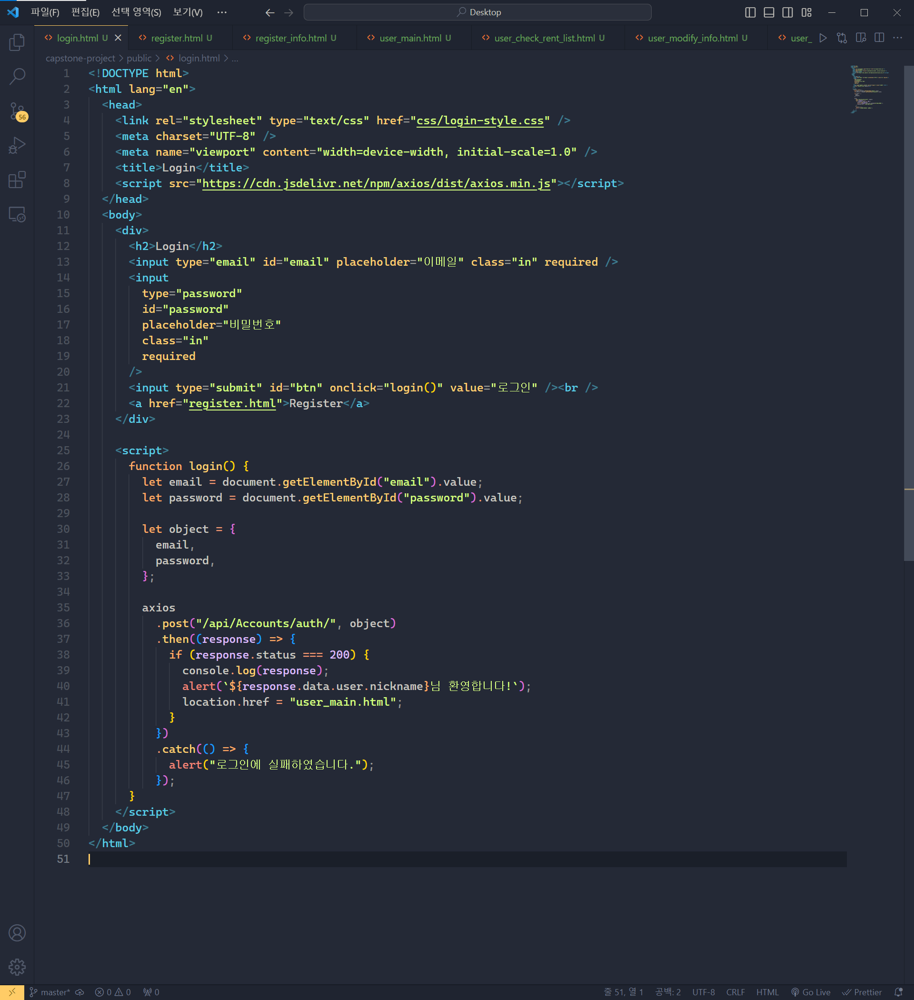 파일(F) 편집(E) 선택 영역(S) 보기(V) ··· Desktop
login.html U register.html U register_info.html U user_main.html U user_check_rent_list.html U user_modify_info.html U user_
capstone-project > public > login.html > ...
56
1 <!DOCTYPE html>
2 <html lang="en">
3 <head>
4 <link rel="stylesheet" type="text/css" href="css/login-style.css" />
5 <meta charset="UTF-8" />
6 <meta name="viewport" content="width=device-width, initial-scale=1.0" />
7 <title>Login</title>
8 <script src="https://cdn.jsdelivr.net/npm/axios/dist/axios.min.js"></script>
9 </head>
10 <body>
11 <div>
12 <h2>Login</h2>
13 <input type="email" id="email" placeholder="이메일" class="in" required />
14 <input
15 type="password"
16 id="password"
17 placeholder="비밀번호"
18 class="in"
19 required
20 />
21 <input type="submit" id="btn" onclick="login()" value="로그인" /><br />
22 <a href="register.html">Register</a>
23 </div>
24
25 <script>
26 function login() {
27 let email = document.getElementById("email").value;
28 let password = document.getElementById("password").value;
29
30 let object = {
31 email,
32 password,
33 };
34
35 axios
36 .post("/api/Accounts/auth/", object)
37 .then((response) => {
38 if (response.status === 200) {
39 console.log(response);
40 alert(`${response.data.user.nickname}님 환영합니다!`);
41 location.href = "user_main.html";
42 }
43 })
44 .catch(() => {
45 alert("로그인에 실패하였습니다.");
46 });
47 }
48 </script>
49 </body>
50 </html>
51
master* 0 0 0 줄 51, 열 1 공백: 2 UTF-8 CRLF HTML Go Live Prettier